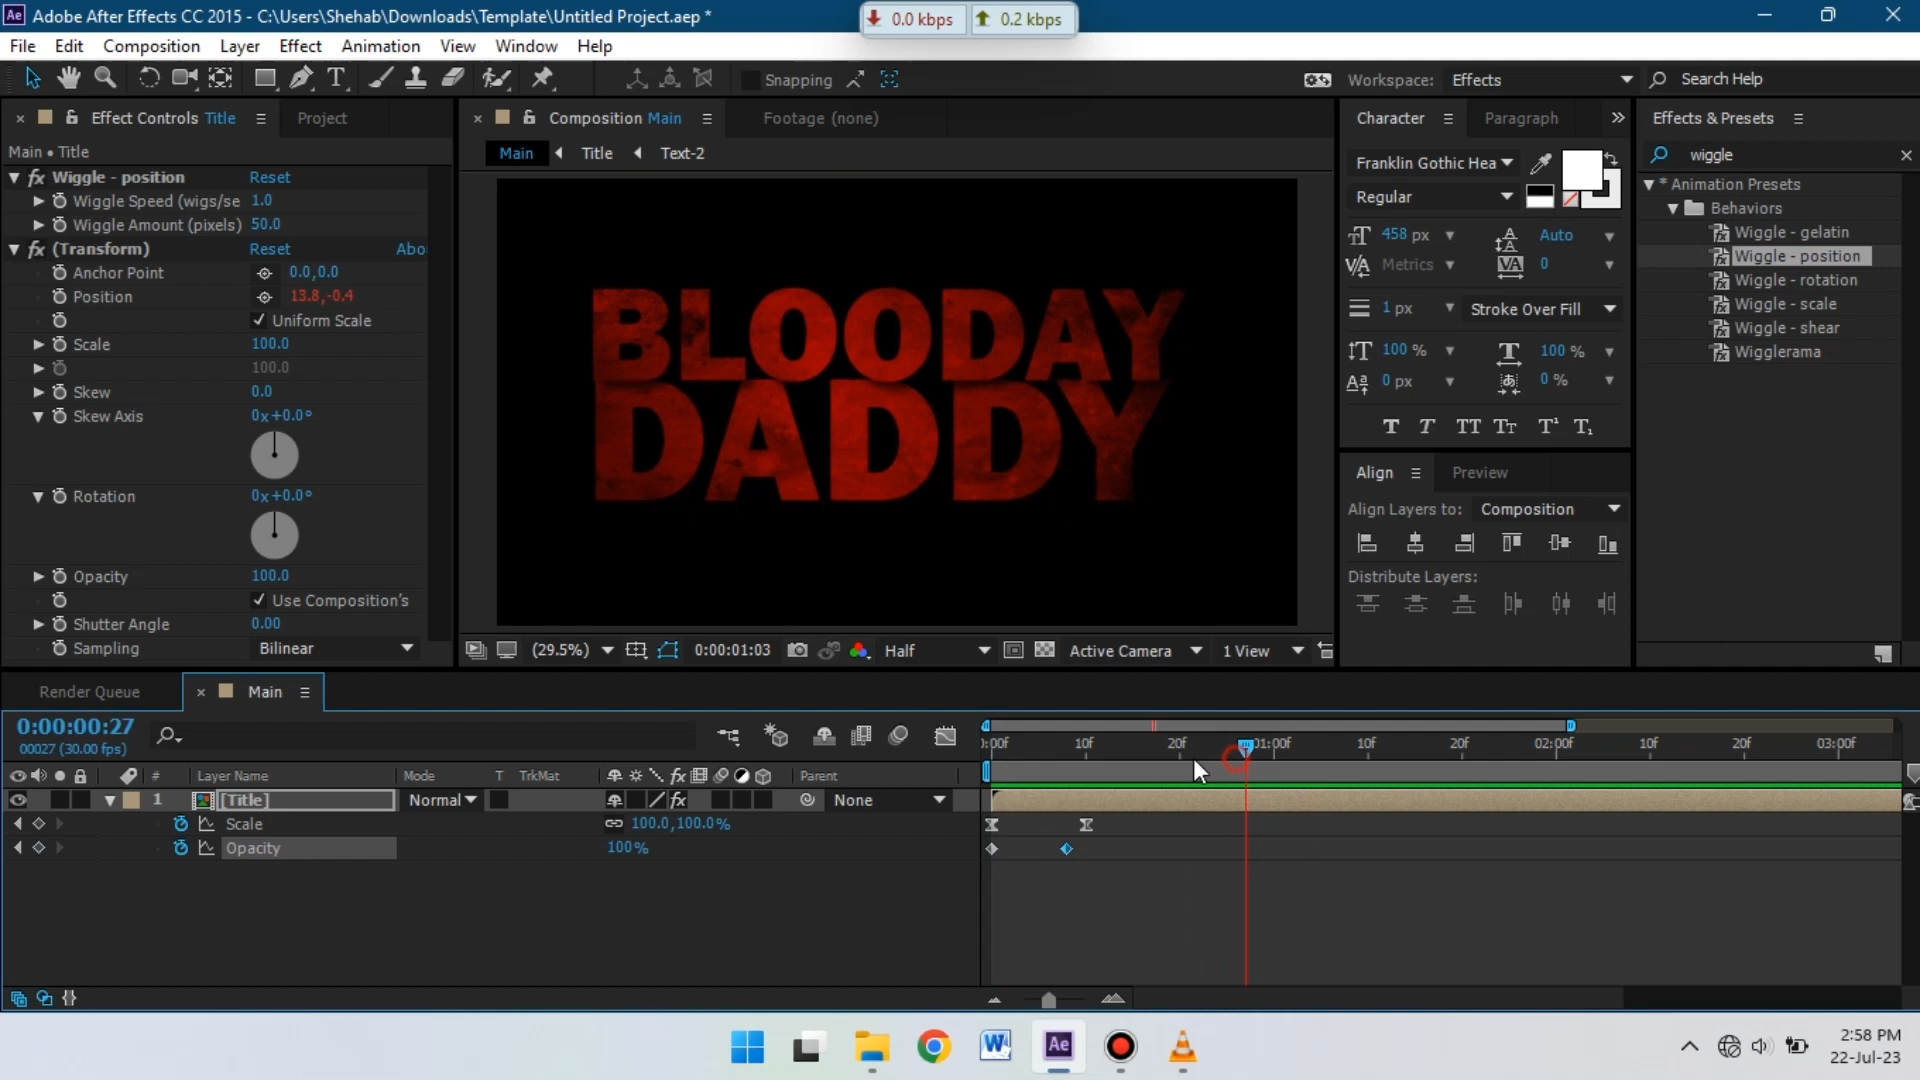 Adobe After Effects CC 2015 - C:\Users\Shehab\Downloads\Template\Untitled Project.aep *
0.0 kbps 0.2 kbps
File Edit Composition Layer Effect Animation View Window Help
Snapping
Workspace: Effects
Search Help
Effect Controls Title
Project
Main • Title
Wiggle - position Reset
Wiggle Speed (wigs/se 1.0
Wiggle Amount (pixels) 50.0
(Transform) Reset Abo
Anchor Point 0.0,0.0
Position 13.8,-0.4
Uniform Scale
Scale 100.0
100.0
Skew 0.0
Skew Axis 0x+0.0°
Rotation 0x+0.0°
Opacity 100.0
Use Composition's
Shutter Angle 0.00
Sampling Bilinear
Composition Main
Footage (none)
Main Title Text-2
BLOODAY
DADDY
(29.5%) 0:00:01:03 Half Active Camera 1 View
Character Paragraph
Franklin Gothic Hea
Regular
458 px Auto
Metrics 0
1 px Stroke Over Fill
100 % 100 %
0 px 0 %
T T TT Tt T¹ T₁
Align Preview
Align Layers to: Composition
Distribute Layers:
Effects & Presets
wiggle
* Animation Presets
Behaviors
Wiggle - gelatin
Wiggle - position
Wiggle - rotation
Wiggle - scale
Wiggle - shear
Wigglerama
Render Queue Main
0:00:00:27
00027 (30.00 fps)
):00f 10f 20f 01:00f 10f 20f 02:00f 10f 20f 03:00f
# Layer Name Mode T TrkMat Parent
1 [Title] Normal None
Scale 100.0,100.0%
Opacity 100%
2:58 PM
22-Jul-23